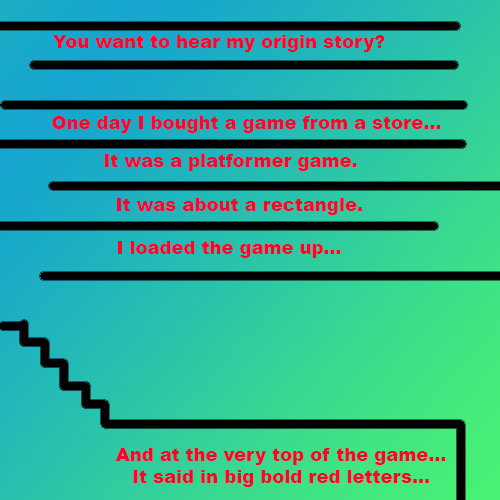 You want to hear my origin story?
One day I bought a game from a store...
It was a platformer game.
It was about a rectangle.
I loaded the game up...
And at the very top of the game...
It said in big bold red letters...